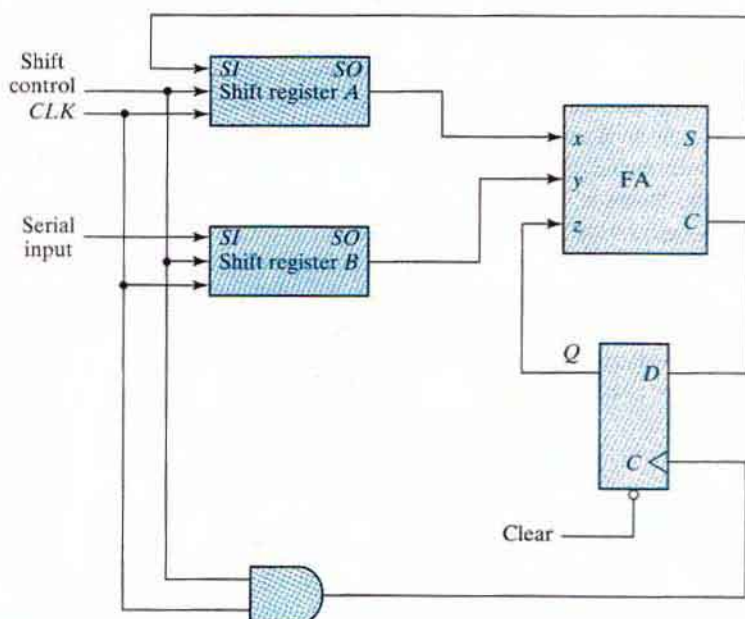 Shift
control
CLK
SI SO
Shift register A
Serial
input
SI SO
Shift register B
x S
y FA
z C
Q
D
C
Clear